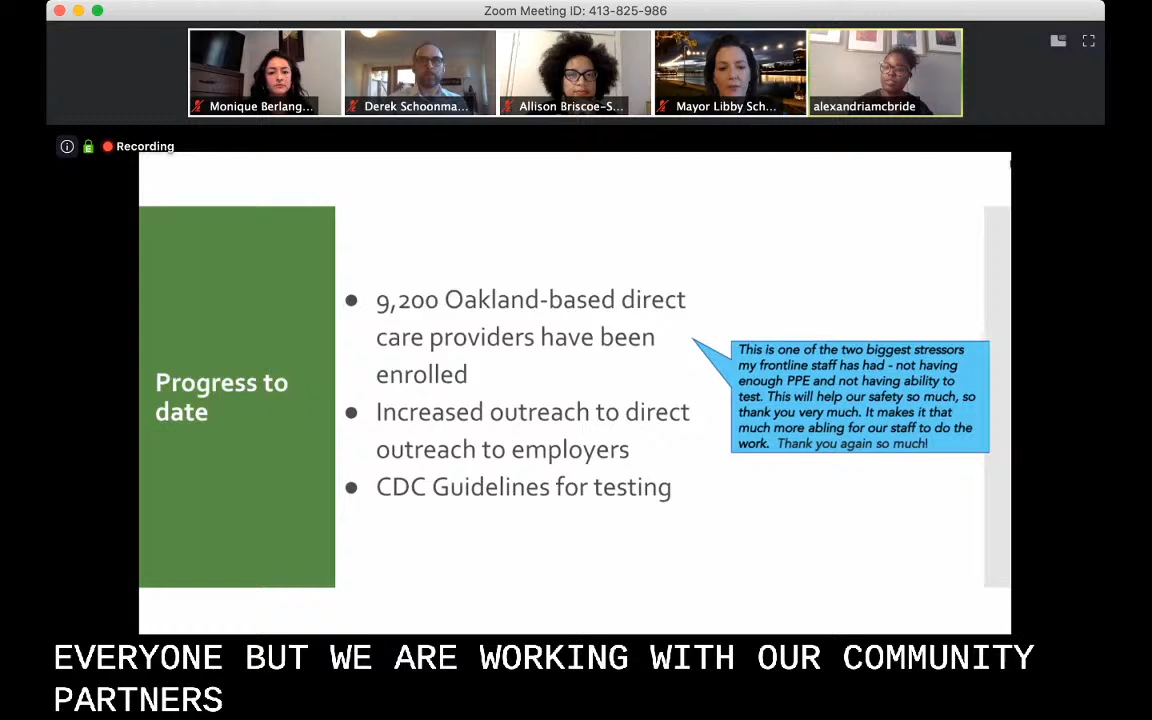 Zoom Meeting ID: 413-825-986
Monique Berlang...
Derek Schoonma...
Allison Briscoe-S...
Mayor Libby Sch...
alexandriamcbride
Recording
Progress to
date
● 9,200 Oakland-based direct
care providers have been
enrolled
● Increased outreach to direct
outreach to employers
● CDC Guidelines for testing
This is one of the two biggest stressors
my frontline staff has had - not having
enough PPE and not having ability to
test. This will help our safety so much, so
thank you very much. It makes it that
much more abling for our staff to do the
work. Thank you again so much!
EVERYONE BUT WE ARE WORKING WITH OUR COMMUNITY
PARTNERS